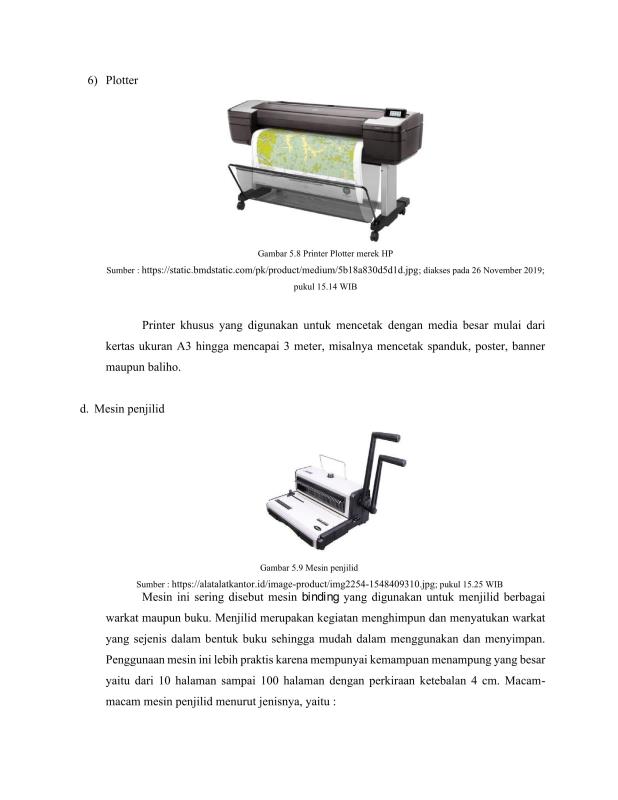 6) Plotter
Gambar 5.8 Printer Plotter merek HP
Sumber : https://static.bmdstatic.com/pk/product/medium/5b18a830d5d1d.jpg; diakses pada 26 November 2019;
pukul 15.14 WIB
Printer khusus yang digunakan untuk mencetak dengan media besar mulai dari
kertas ukuran A3 hingga mencapai 3 meter, misalnya mencetak spanduk, poster, banner
maupun baliho.
d. Mesin penjilid
Gambar 5.9 Mesin penjilid
Sumber : https://alatalatkantor.id/image-product/img2254-1548409310.jpg; pukul 15.25 WIB
Mesin ini sering disebut mesin binding yang digunakan untuk menjilid berbagai
warkat maupun buku. Menjilid merupakan kegiatan menghimpun dan menyatukan warkat
yang sejenis dalam bentuk buku sehingga mudah dalam menggunakan dan menyimpan.
Penggunaan mesin ini lebih praktis karena mempunyai kemampuan menampung yang besar
yaitu dari 10 halaman sampai 100 halaman dengan perkiraan ketebalan 4 cm. Macam-
macam mesin penjilid menurut jenisnya, yaitu :